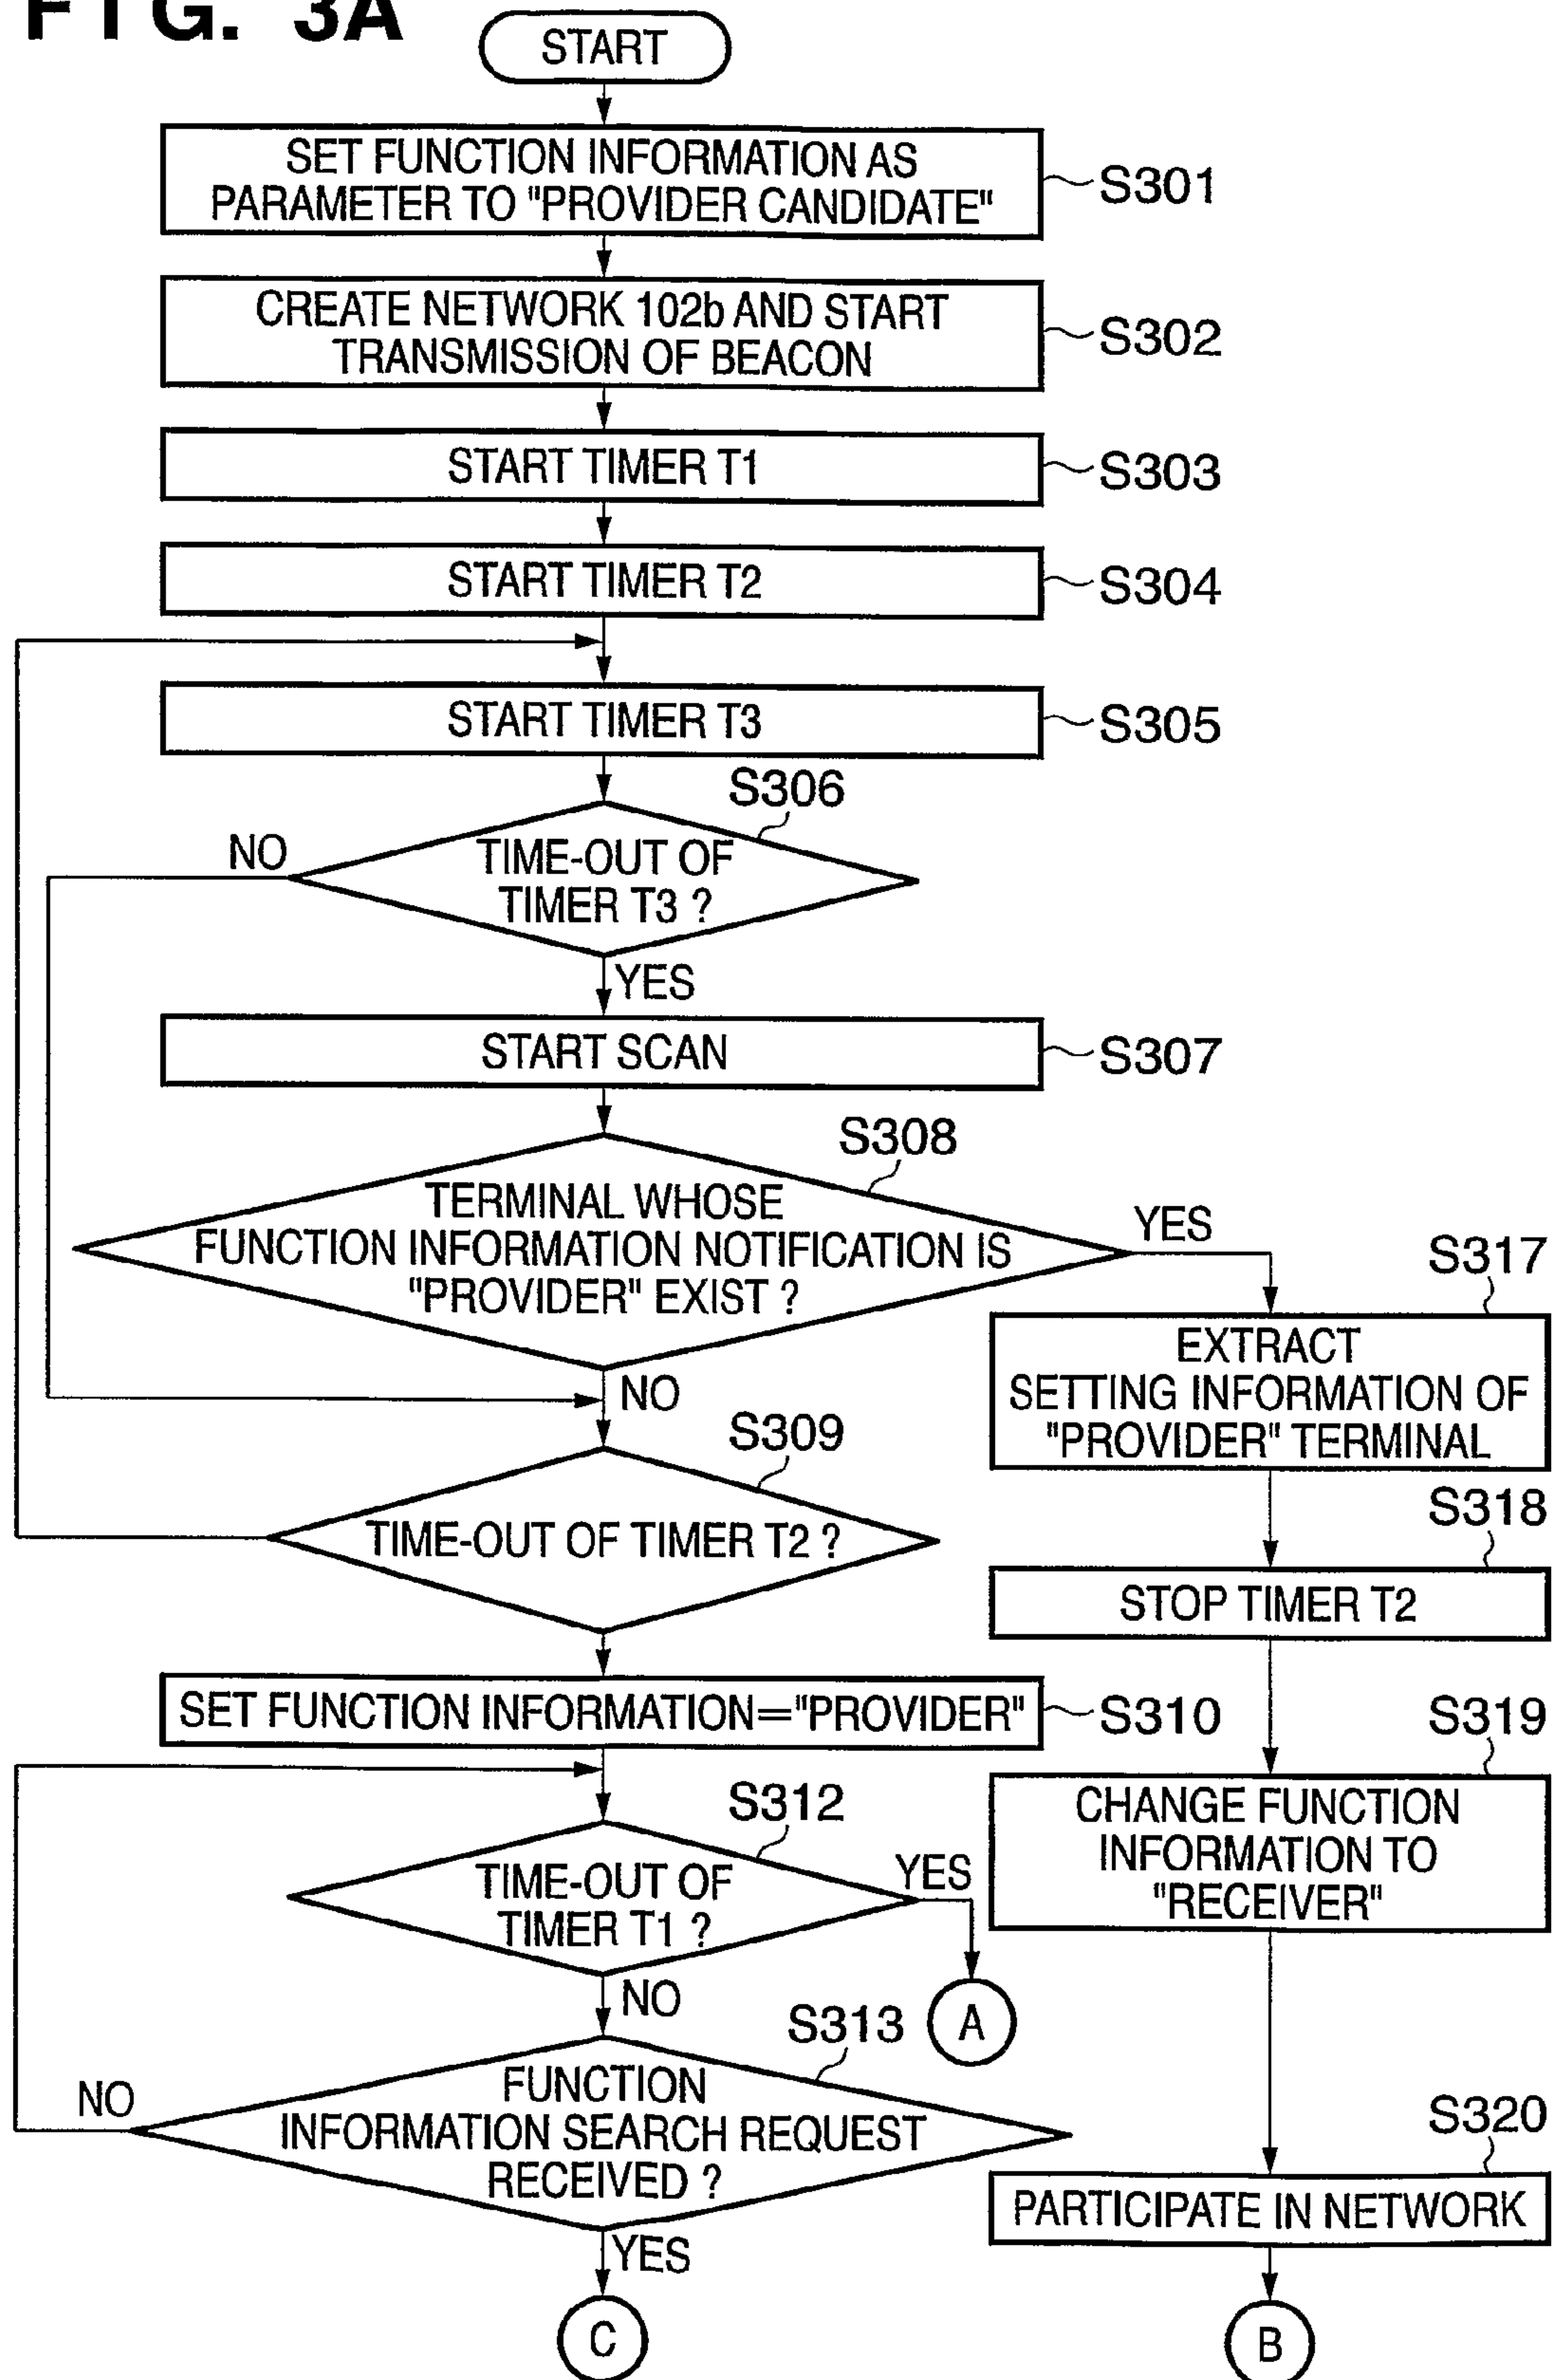 FIG. 3A
START
SET FUNCTION INFORMATION AS
PARAMETER TO "PROVIDER CANDIDATE"
S301
CREATE NETWORK 102b AND START
TRANSMISSION OF BEACON
S302
START TIMER T1
S303
START TIMER T2
S304
START TIMER T3
S305
S306
NO
TIME-OUT OF
TIMER T3 ?
YES
START SCAN
S307
S308
TERMINAL WHOSE
FUNCTION INFORMATION NOTIFICATION IS
"PROVIDER" EXIST ?
YES
NO
S317
EXTRACT
SETTING INFORMATION OF
"PROVIDER" TERMINAL
S309
TIME-OUT OF TIMER T2 ?
S318
STOP TIMER T2
SET FUNCTION INFORMATION="PROVIDER"
S310
S319
CHANGE FUNCTION
INFORMATION TO
"RECEIVER"
S312
TIME-OUT OF
TIMER T1 ?
YES
A
NO
S313
FUNCTION
INFORMATION SEARCH REQUEST
RECEIVED ?
NO
YES
C
S320
PARTICIPATE IN NETWORK
B